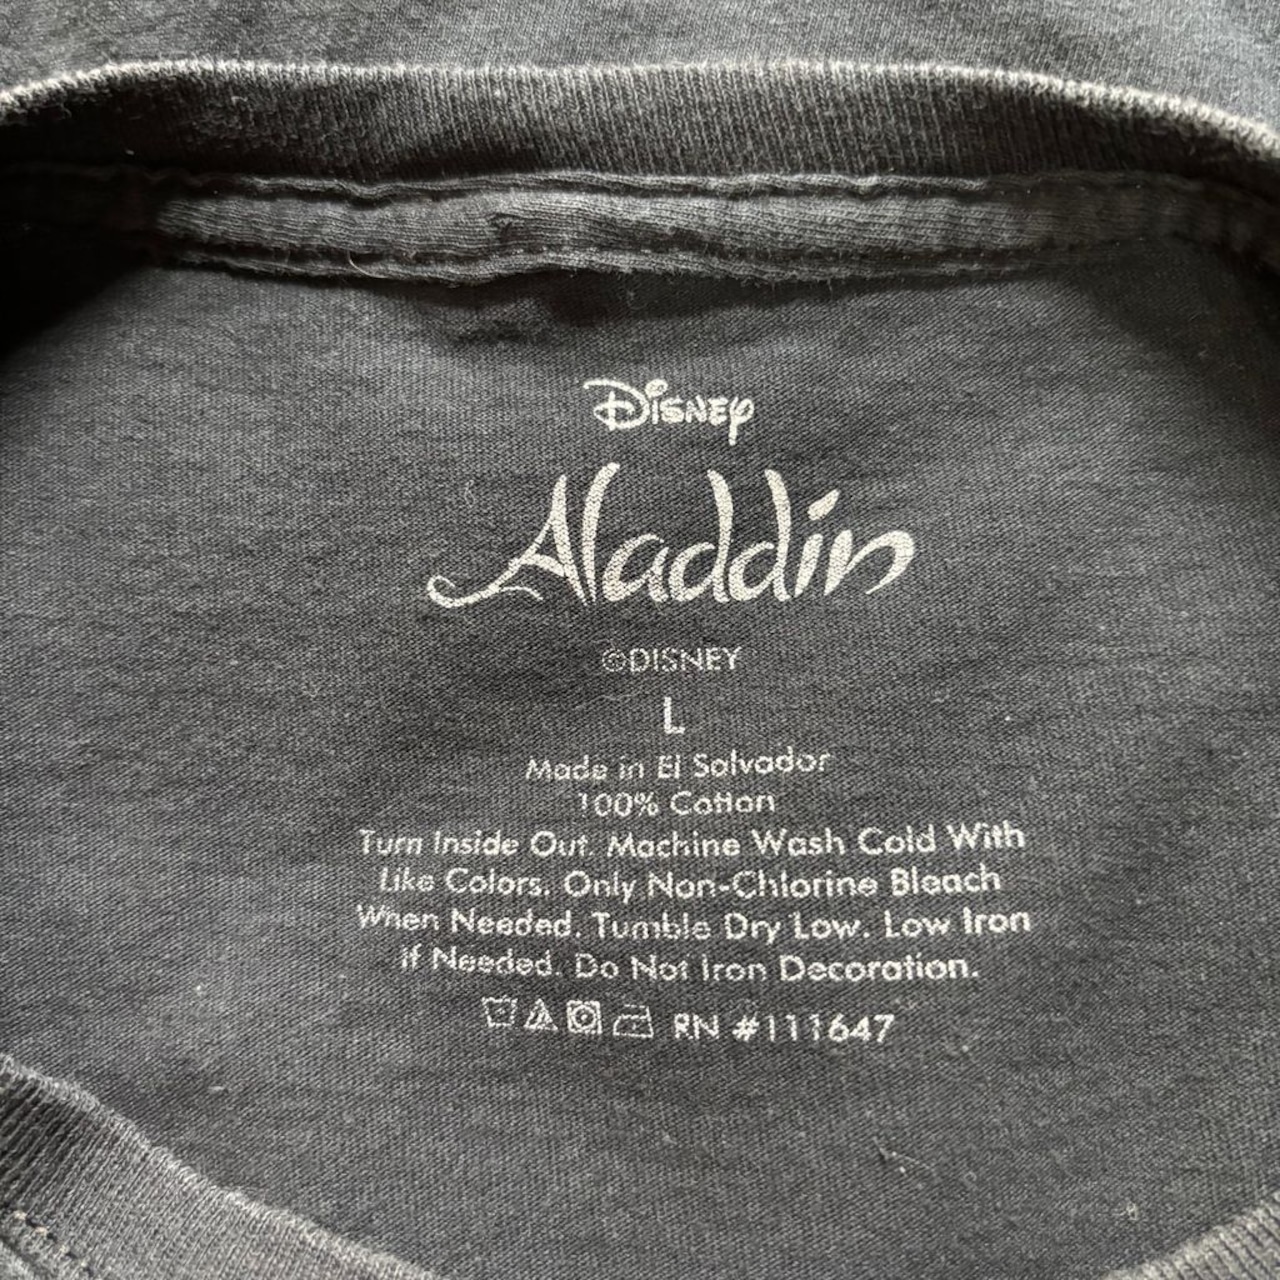 Disney
Aladdin
©DISNEY
L
Made in El Salvador
100% Cotton
Turn Inside Out. Machine Wash Cold With
Like Colors. Only Non-Chlorine Bleach
When Needed. Tumble Dry Low. Low Iron
if Needed. Do Not Iron Decoration.
RN #111647